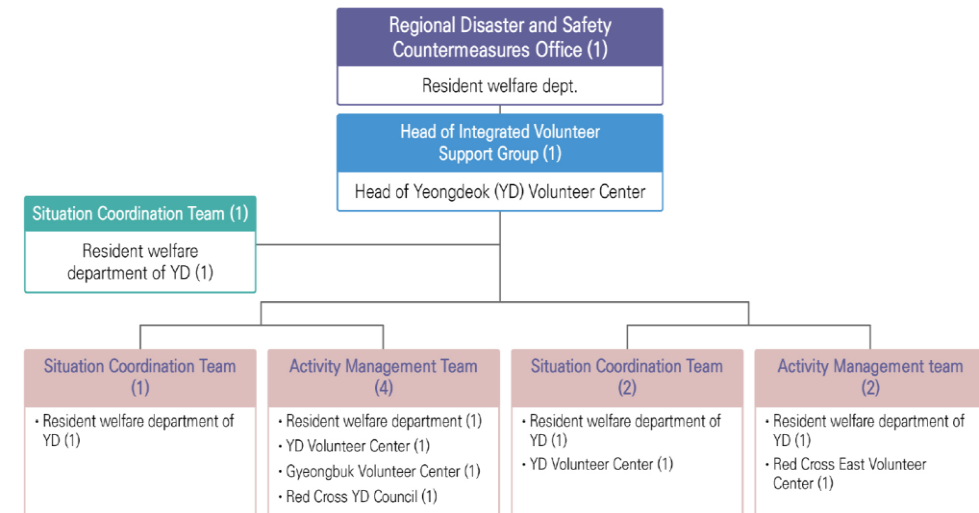 Regional Disaster and Safety
Countermeasures Office (1)
Resident welfare dept.
Head of Integrated Volunteer
Support Group (1)
Head of Yeongdeok (YD) Volunteer Center
Situation Coordination Team (1)
Resident welfare
department of YD (1)
Situation Coordination Team
(1)
· Resident welfare department of
YD (1)
Activity Management Team
(4)
· Resident welfare department (1)
· YD Volunteer Center (1)
· Gyeongbuk Volunteer Center (1)
· Red Cross YD Council (1)
Situation Coordination Team
(2)
· Resident welfare department of
YD (1)
· YD Volunteer Center (1)
Activity Management team
(2)
· Resident welfare department of
YD (1)
· Red Cross East Volunteer
Center (1)